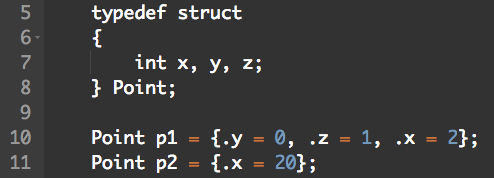 5 typedef struct
6 {
7 int x, y, z;
8 } Point;
9
10 Point p1 = {.y = 0, .z = 1, .x = 2};
11 Point p2 = {.x = 20};